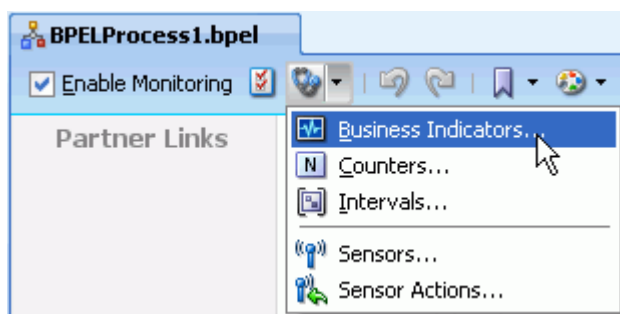 BPELProcess1.bpel
Enable Monitoring
Partner Links
Business Indicators...
N Counters...
Intervals...
Sensors...
Sensor Actions...